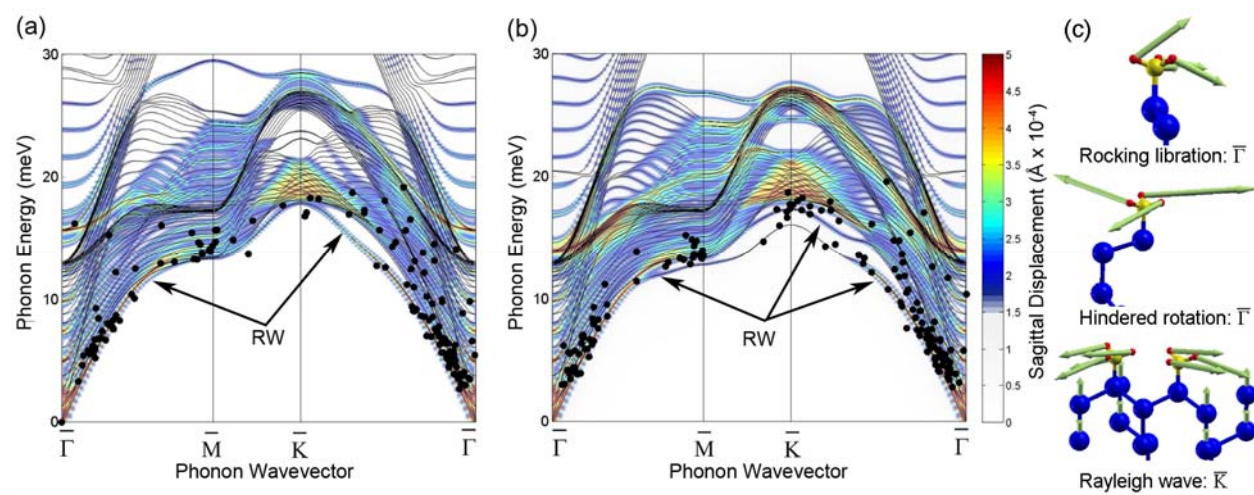 (a)
30
20
10
0
Phonon Energy (meV)
RW
Γ̅
M̅
K̅
Γ̅
Phonon Wavevector
(b)
30
20
10
0
Phonon Energy (meV)
RW
Γ̅
M̅
K̅
Γ̅
Phonon Wavevector
5
4.5
4
3.5
3
2.5
2
1.5
1
0.5
0
Sagittal Displacement (Å x 10⁻⁴)
(c)
Rocking libration: Γ̅
Hindered rotation: Γ̅
Rayleigh wave: K̅